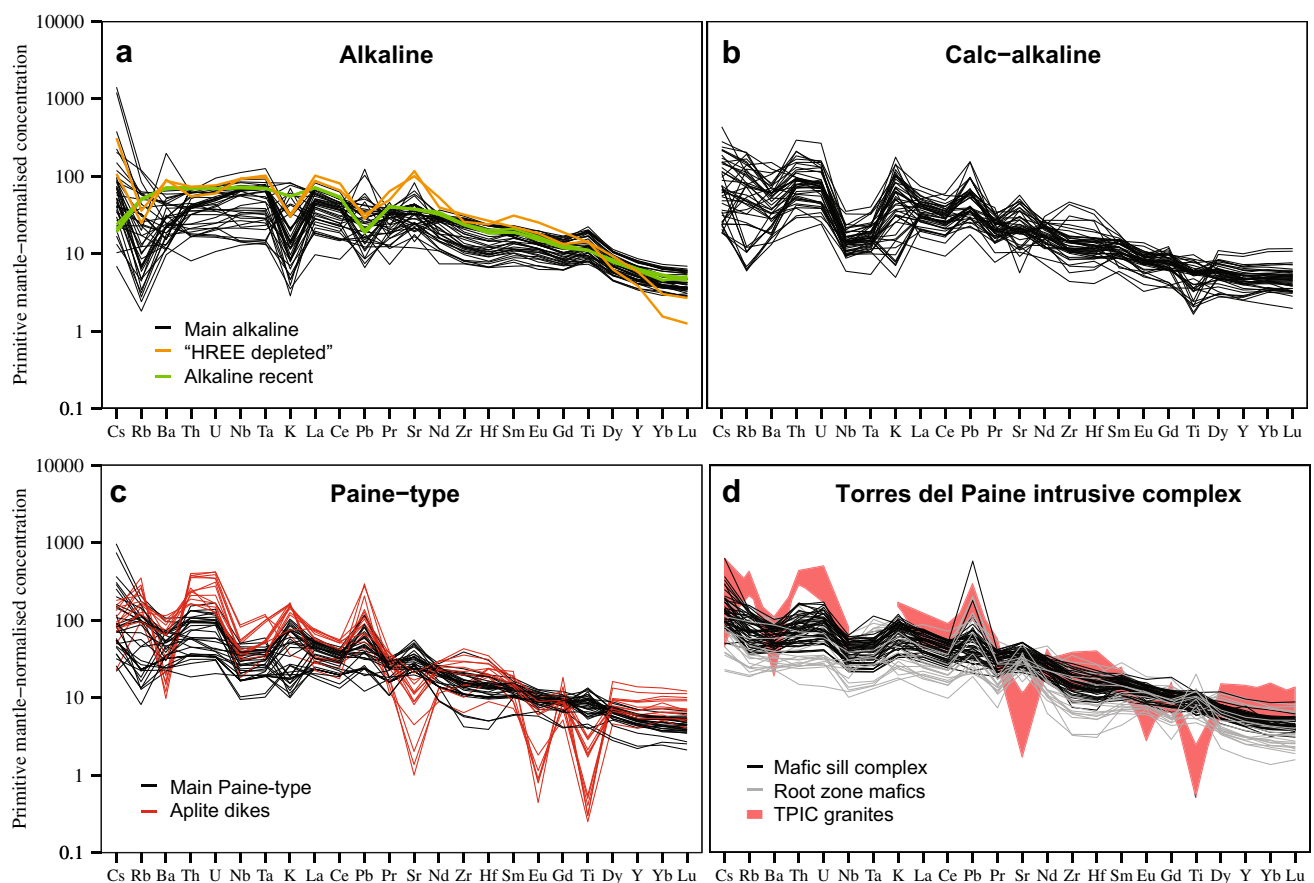 a
Alkaline
b
Calc−alkaline
Primitive mantle−normalised concentration
10000
1000
100
10
1
0.1
Main alkaline
“HREE depleted”
Alkaline recent
Cs Rb Ba Th U Nb Ta K La Ce Pb Pr Sr Nd Zr Hf Sm Eu Gd Ti Dy Y Yb Lu
Cs Rb Ba Th U Nb Ta K La Ce Pb Pr Sr Nd Zr Hf Sm Eu Gd Ti Dy Y Yb Lu
c
Paine−type
d
Torres del Paine intrusive complex
Primitive mantle−normalised concentration
10000
1000
100
10
1
0.1
Main Paine-type
Aplite dikes
Mafic sill complex
Root zone mafics
TPIC granites
Cs Rb Ba Th U Nb Ta K La Ce Pb Pr Sr Nd Zr Hf Sm Eu Gd Ti Dy Y Yb Lu
Cs Rb Ba Th U Nb Ta K La Ce Pb Pr Sr Nd Zr Hf Sm Eu Gd Ti Dy Y Yb Lu